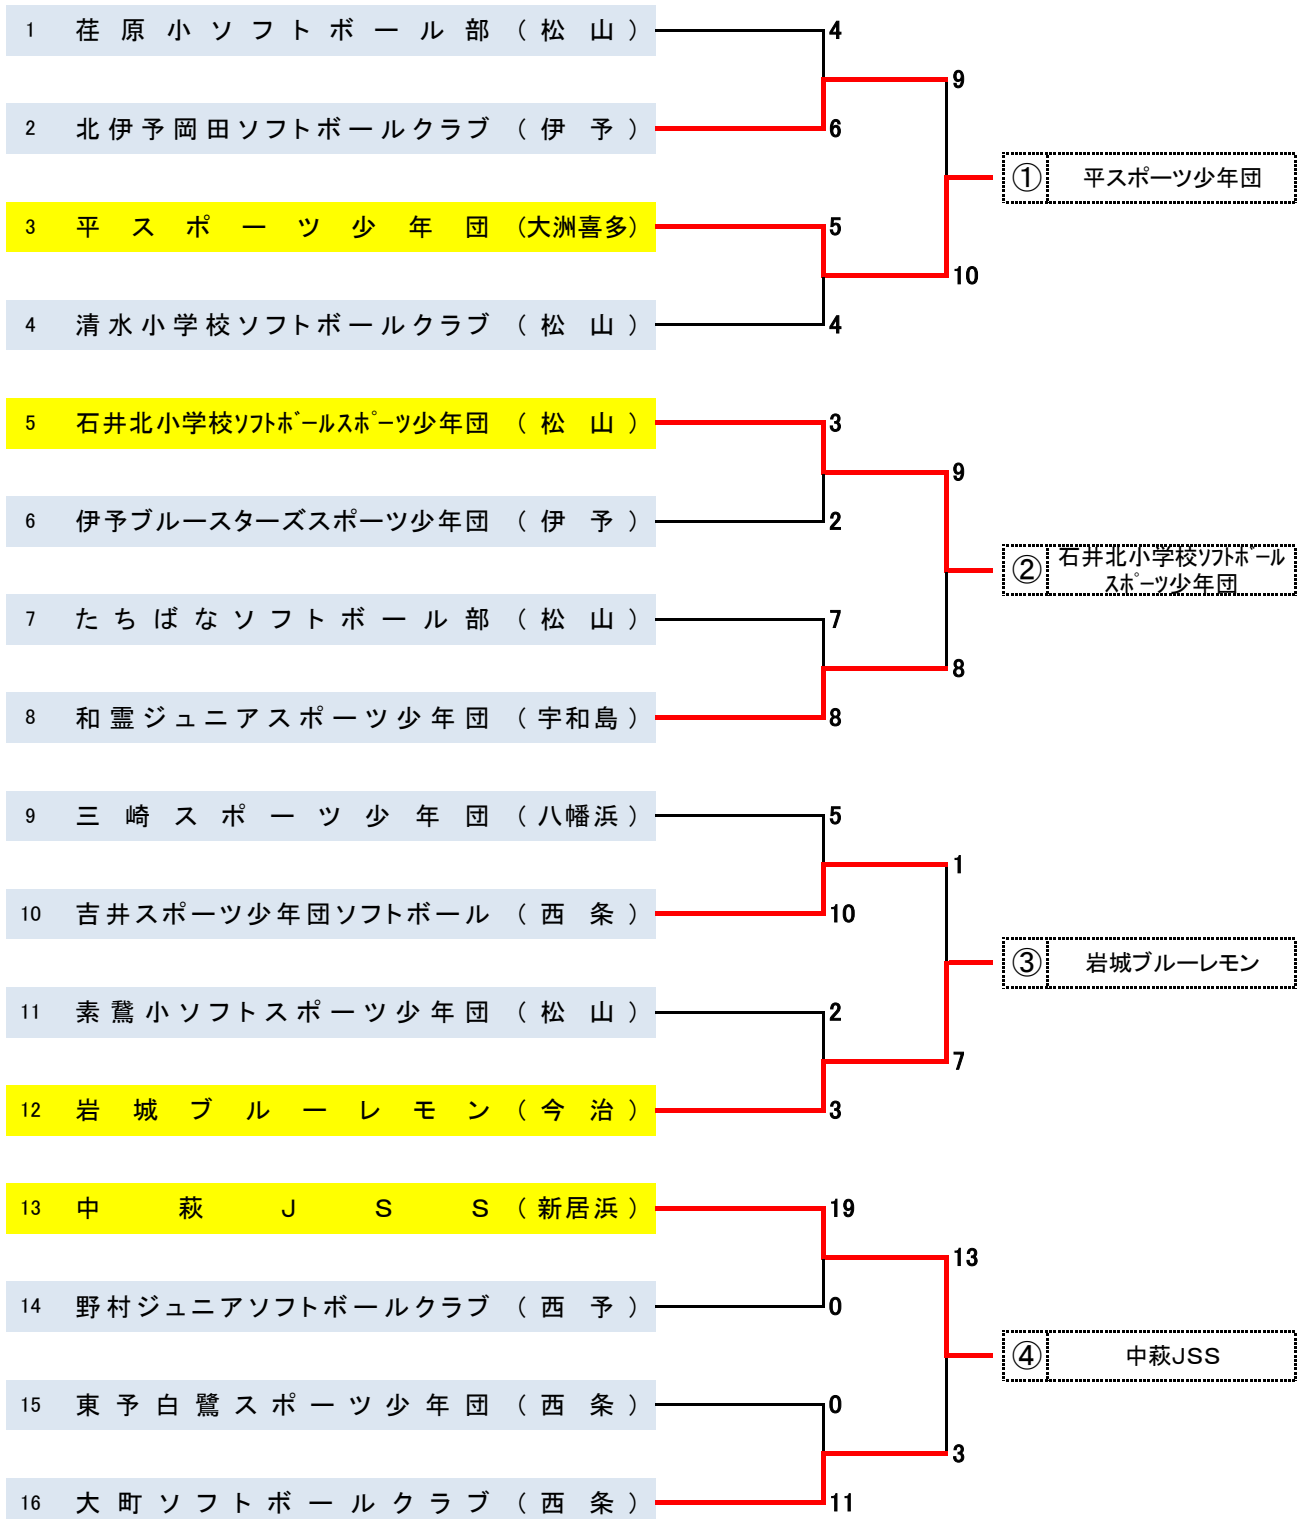 1 荏原小ソフトボール部 (松山) 4
9
2 北伊予岡田ソフトボールクラブ (伊予) 6
① 平スポーツ少年団
3 平スポーツ少年団 (大洲喜多) 5
10
4 清水小学校ソフトボールクラブ (松山) 4
5 石井北小学校ソフトボールスポーツ少年団 (松山) 3
9
6 伊予ブルースターズスポーツ少年団 (伊予) 2
② 石井北小学校ソフトボール
スポーツ少年団
7 たちばなソフトボール部 (松山) 7
8
8 和霊ジュニアスポーツ少年団 (宇和島) 8
9 三崎スポーツ少年団 (八幡浜) 5
1
10 吉井スポーツ少年団ソフトボール (西条) 10
③ 岩城ブルーレモン
11 素鵞小ソフトスポーツ少年団 (松山) 2
7
12 岩城ブルーレモン (今治) 3
13 中萩JSS (新居浜) 19
13
14 野村ジュニアソフトボールクラブ (西予) 0
④ 中萩JSS
15 東予白鷺スポーツ少年団 (西条) 0
3
16 大町ソフトボールクラブ (西条) 11